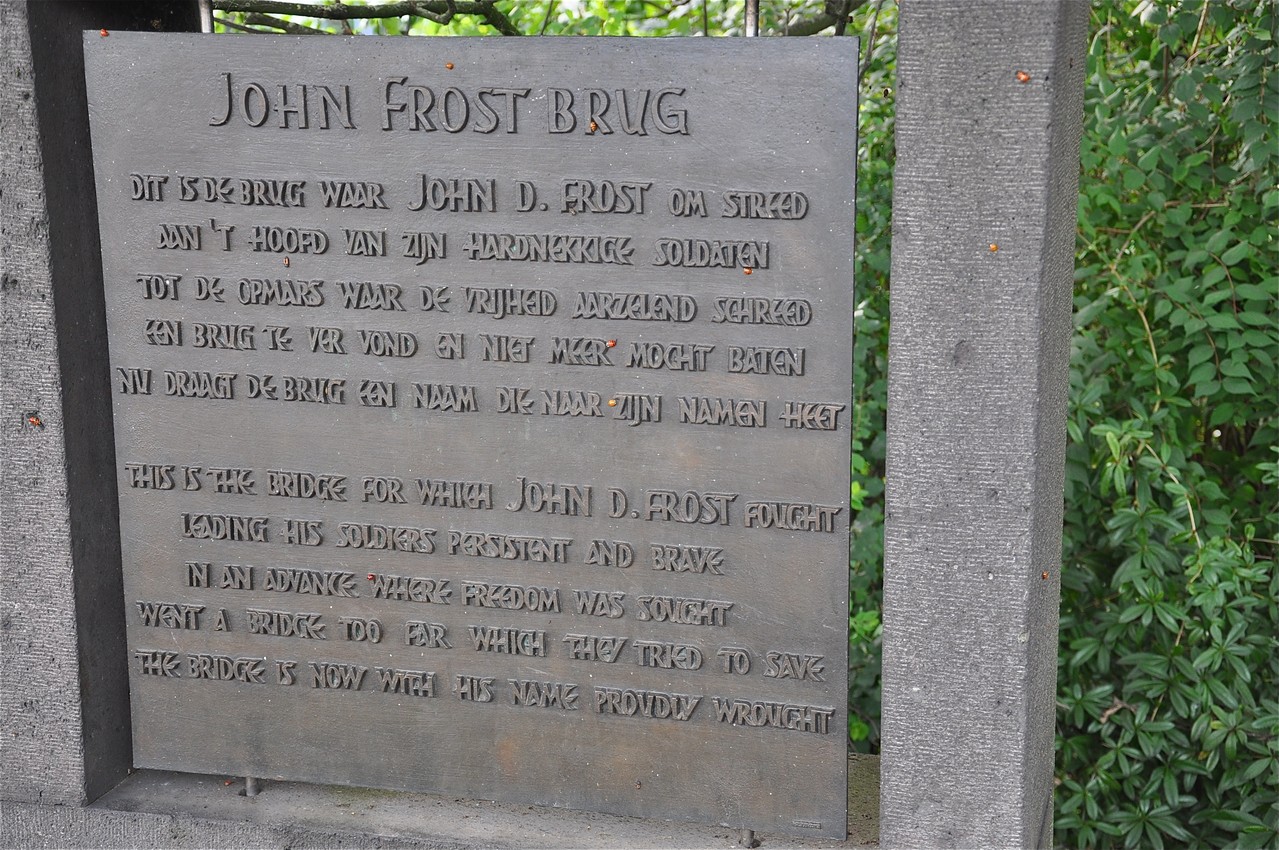 JOHN FROST BRUG
DIT IS DE BRUG WAAR JOHN D. FROST OM STREED
AAN 'T HOOFD VAN ZIJN HARDNEKKIGE SOLDATEN
TOT DE OPMARS WAAR DE VRIJHEID AARZELEND SCHREED
EEN BRUG TE VER VOND EN NIET MEER MOCHT BATEN
NU DRAAGT DE BRUG EEN NAAM DIE NAAR ZIJN NAMEN HEET
THIS IS THE BRIDGE FOR WHICH JOHN D. FROST FOUGHT
LEADING HIS SOLDIERS PERSISTENT AND BRAVE
IN AN ADVANCE WHERE FREEDOM WAS SOUGHT
WENT A BRIDGE TOO FAR WHICH THEY TRIED TO SAVE
THE BRIDGE IS NOW WITH HIS NAME PROUDLY WROUGHT